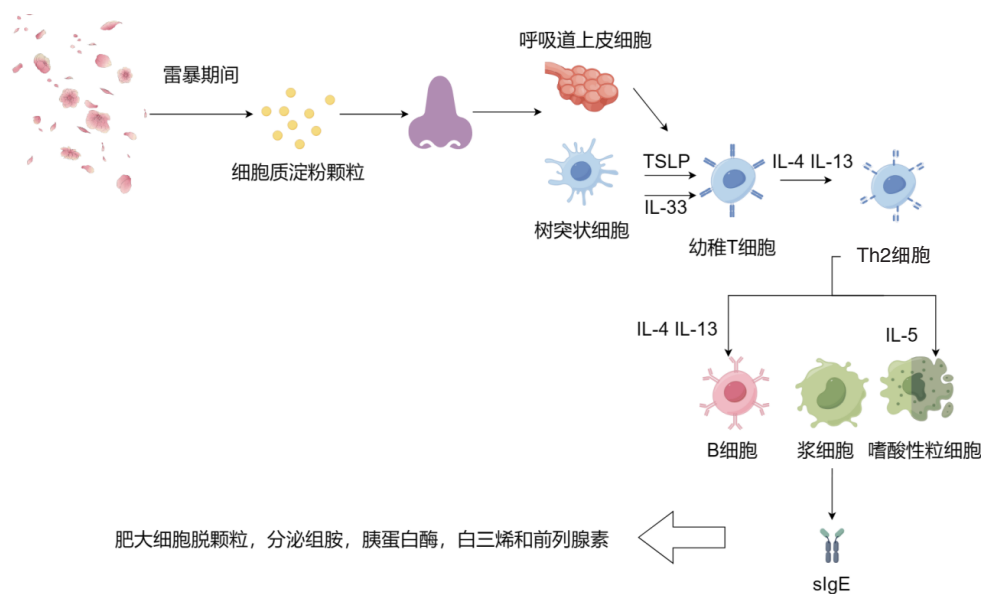 呼吸道上皮细胞
雷暴期间
细胞质淀粉颗粒
TSLP
IL-4 IL-13
IL-33
树突状细胞
幼稚T细胞
Th2细胞
IL-4 IL-13
IL-5
B细胞
浆细胞
嗜酸性粒细胞
肥大细胞脱颗粒，分泌组胺，胰蛋白酶，白三烯和前列腺素
sIgE